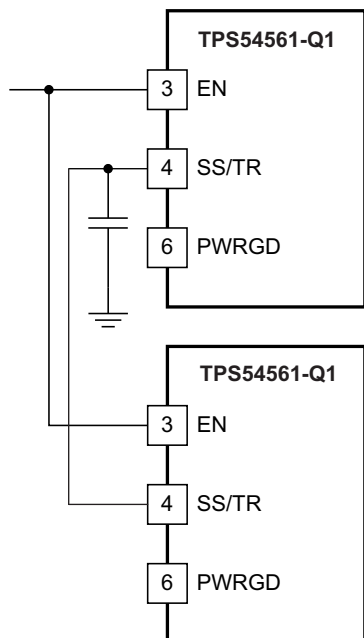 TPS54561-Q1
3 EN
4 SS/TR
6 PWRGD
TPS54561-Q1
3 EN
4 SS/TR
6 PWRGD